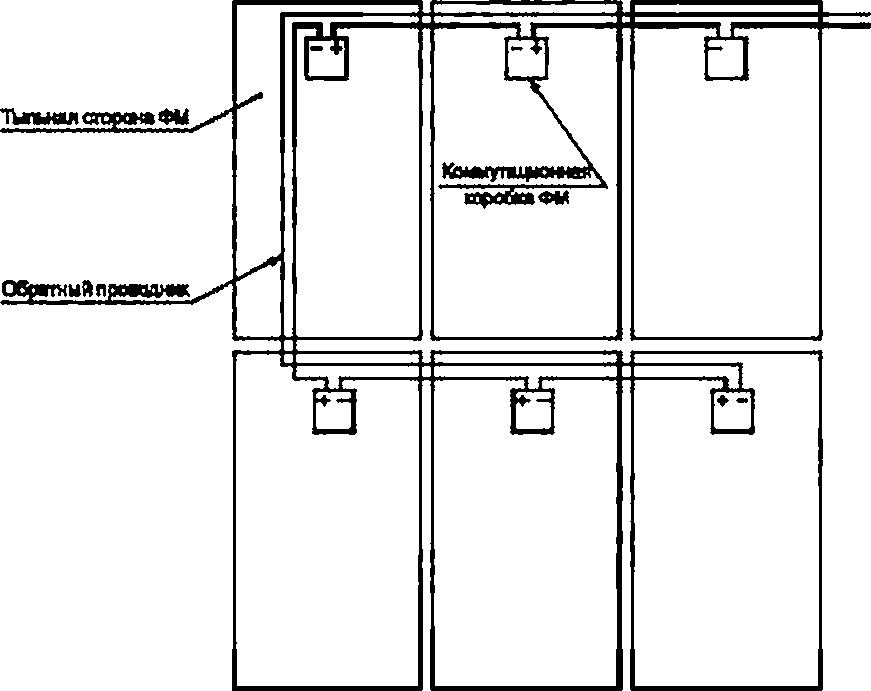 - +
- +
-
Тыльная сторона ФМ
Коммутационная
коробка ФМ
Обратный проводник
+ -
+ -
+ -